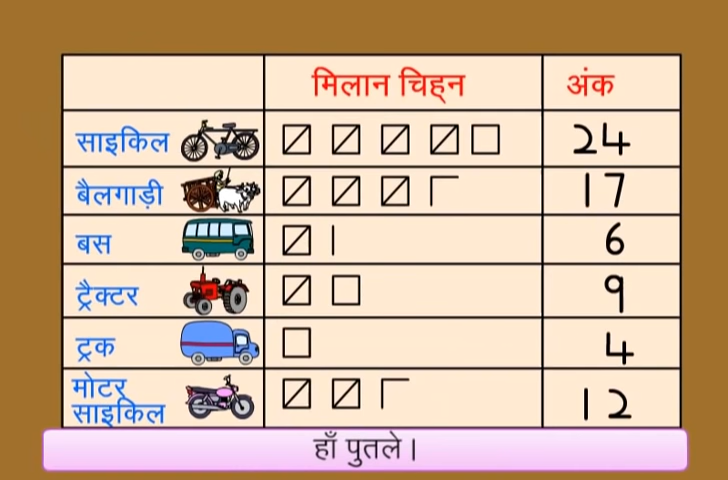 मिलान चिह्न अंक
साइकिल 24
बैलगाड़ी 17
बस 6
ट्रैक्टर 9
ट्रक 4
मोटर
साइकिल 12
हाँ पुतले।